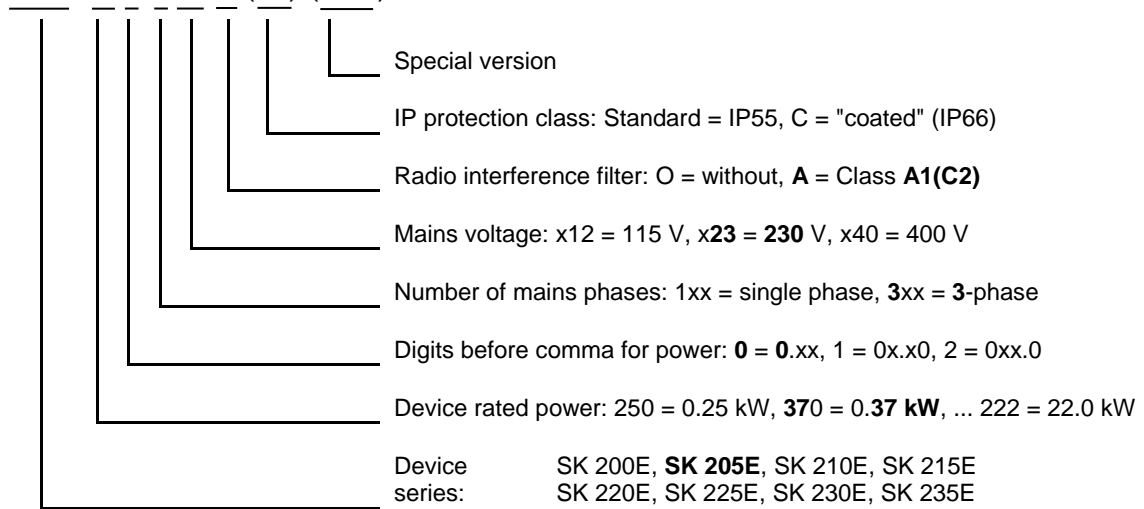 Special version
IP protection class: Standard = IP55, C = "coated" (IP66)
Radio interference filter: O = without, A = Class A1(C2)
Mains voltage: x12 = 115 V, x23 = 230 V, x40 = 400 V
Number of mains phases: 1xx = single phase, 3xx = 3-phase
Digits before comma for power: 0 = 0.xx, 1 = 0x.x0, 2 = 0xx.0
Device rated power: 250 = 0.25 kW, 370 = 0.37 kW, ... 222 = 22.0 kW
Device SK 200E, SK 205E, SK 210E, SK 215E
series: SK 220E, SK 225E, SK 230E, SK 235E